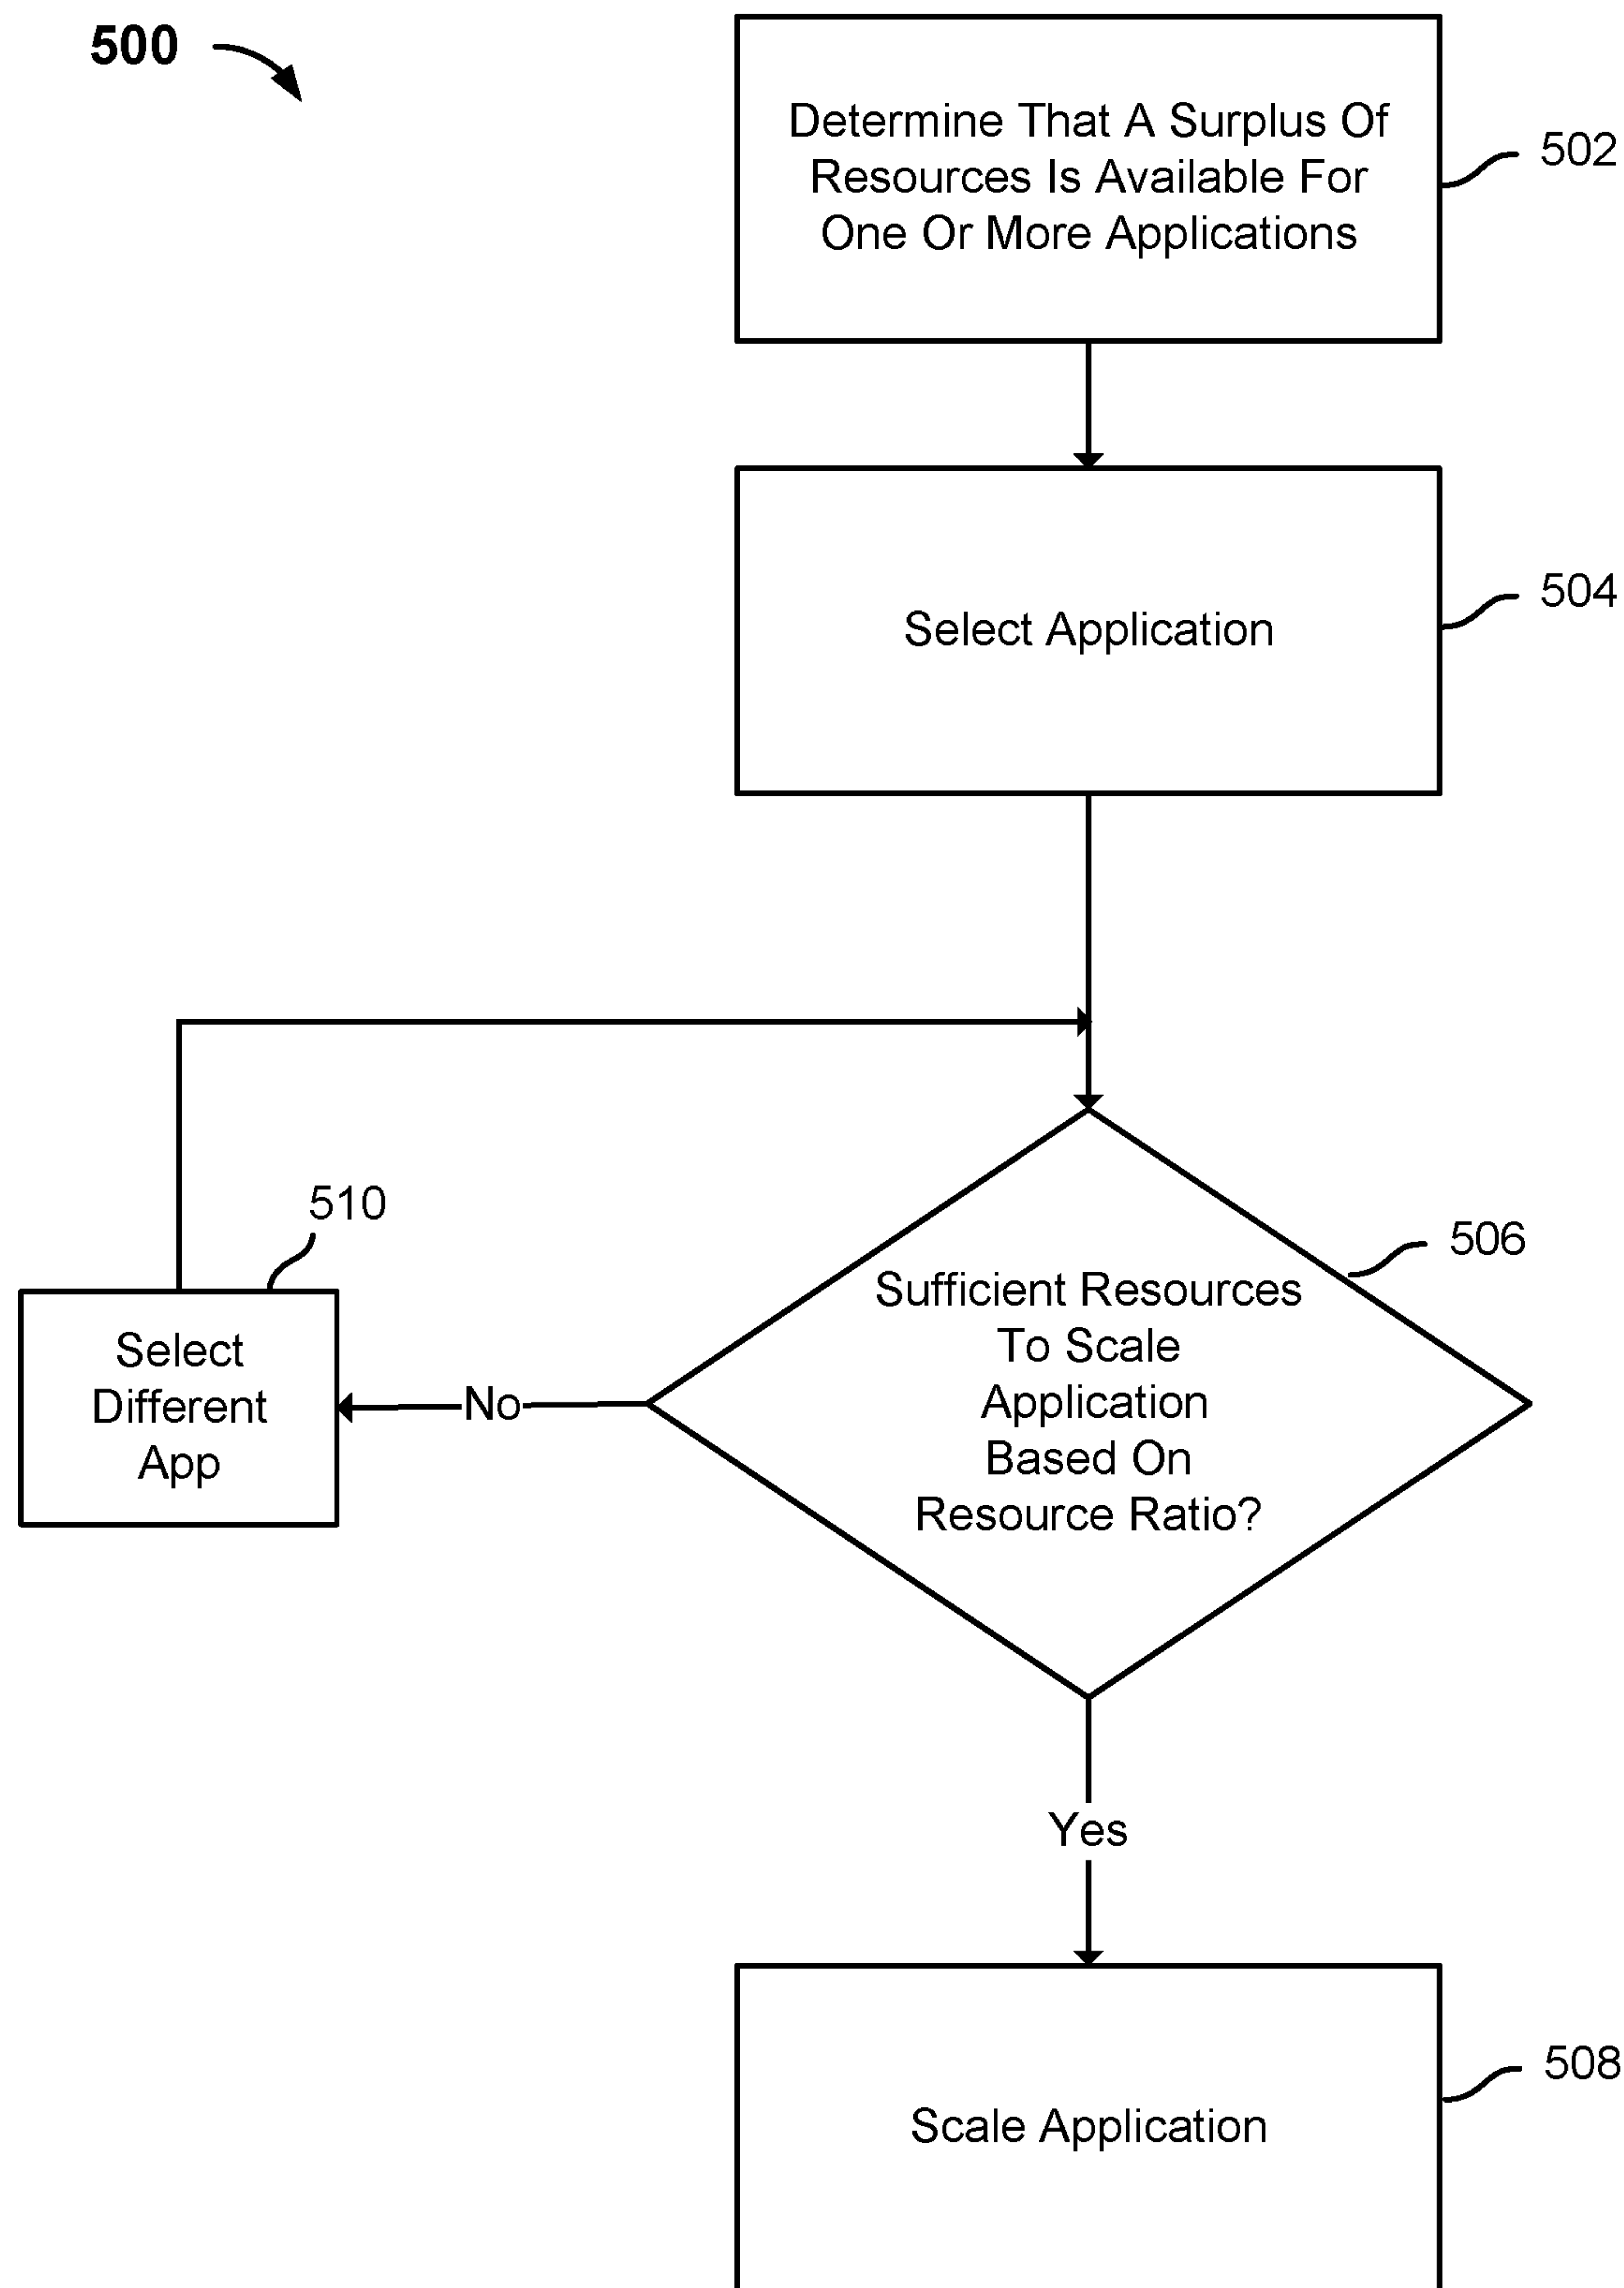 500
Determine That A Surplus Of
Resources Is Available For
One Or More Applications
502
Select Application
504
510
Select
Different
App
No
506
Sufficient Resources
To Scale
Application
Based On
Resource Ratio?
Yes
508
Scale Application